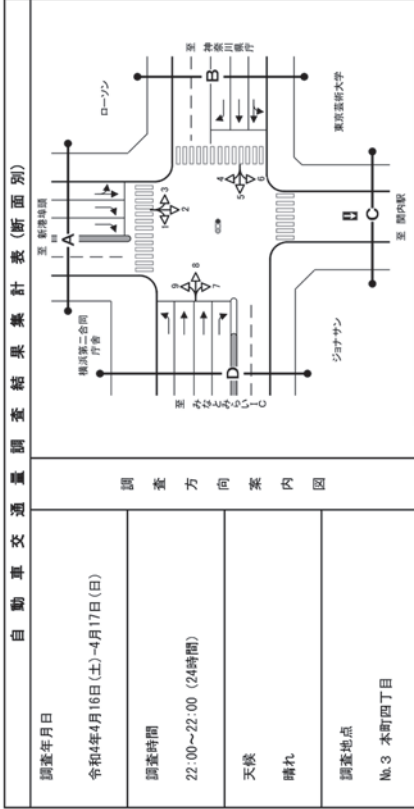 自動車交通量調査結果集計表(断面別)
調査年月日
令和4年4月16日(土)-4月17日(日)
調査時間
22:00~22:00 (24時間)
天候
晴れ
調査地点
№3 本町四丁目
調査方向案内図
至 新港埠頭
A
ローソン
横浜第二合同
庁舎
至 神奈川県庁
B
1
2
3
4
5
6
7
8
9
至 みなとみらいIC
D
ジョナサン
東京芸術大学
C
至 関内駅